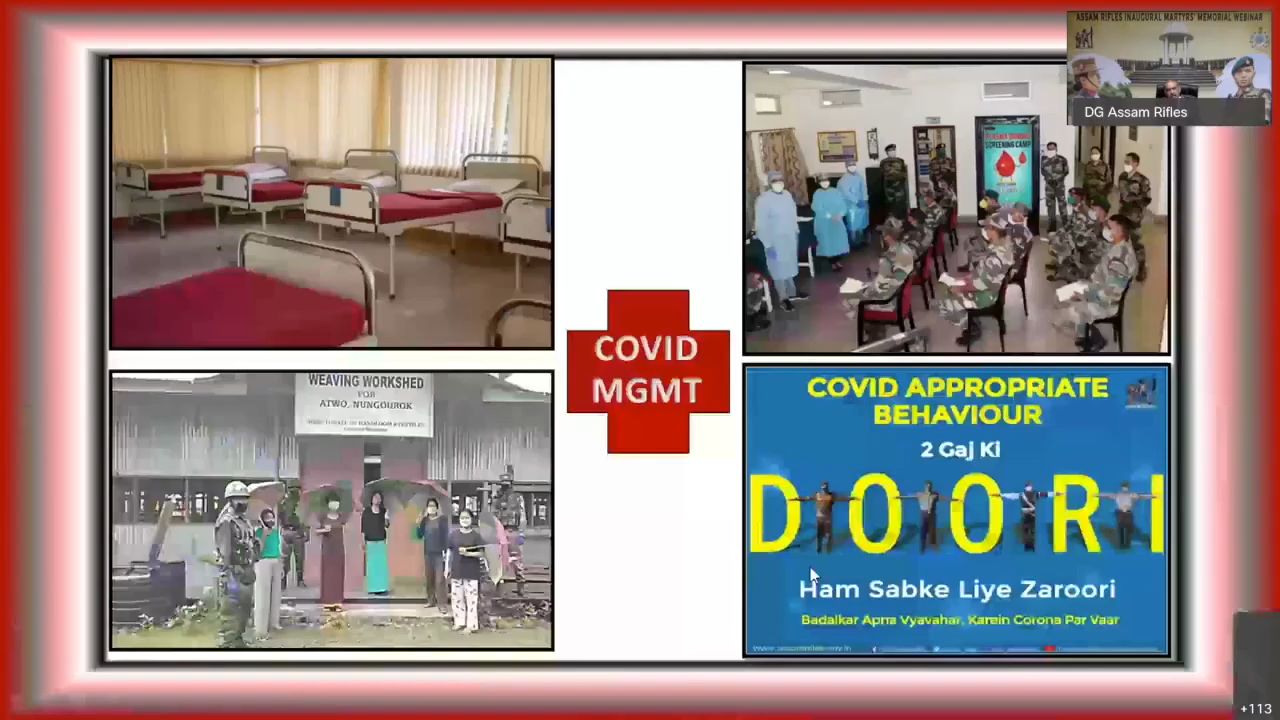 ASSAM RIFLES INAUGURAL MARTYRS' MEMORIAL WEBINAR
DG Assam Rifles
SCREENING CAMP
COVID
MGMT
WEAVING WORKSHED
FOR
ATWO, NUNGOUROK
COVID APPROPRIATE
BEHAVIOUR
2 Gaj Ki
DOORI
Ham Sabke Liye Zaroori
Badalkar Apna Vyavahar, Karein Corona Par Vaar
+113